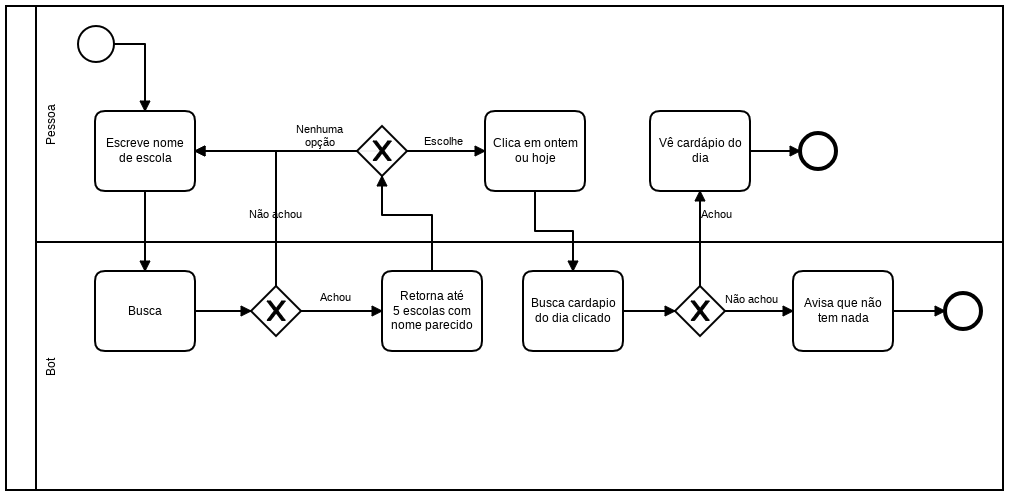 Pessoa
Escreve nome
de escola
Nenhuma
opção
X
Escolhe
Clica em ontem
ou hoje
Vê cardápio do
dia
Não achou
Achou
Bot
Busca
X
Achou
Retorna até
5 escolas com
nome parecido
Busca cardapio
do dia clicado
X
Não achou
Avisa que não
tem nada